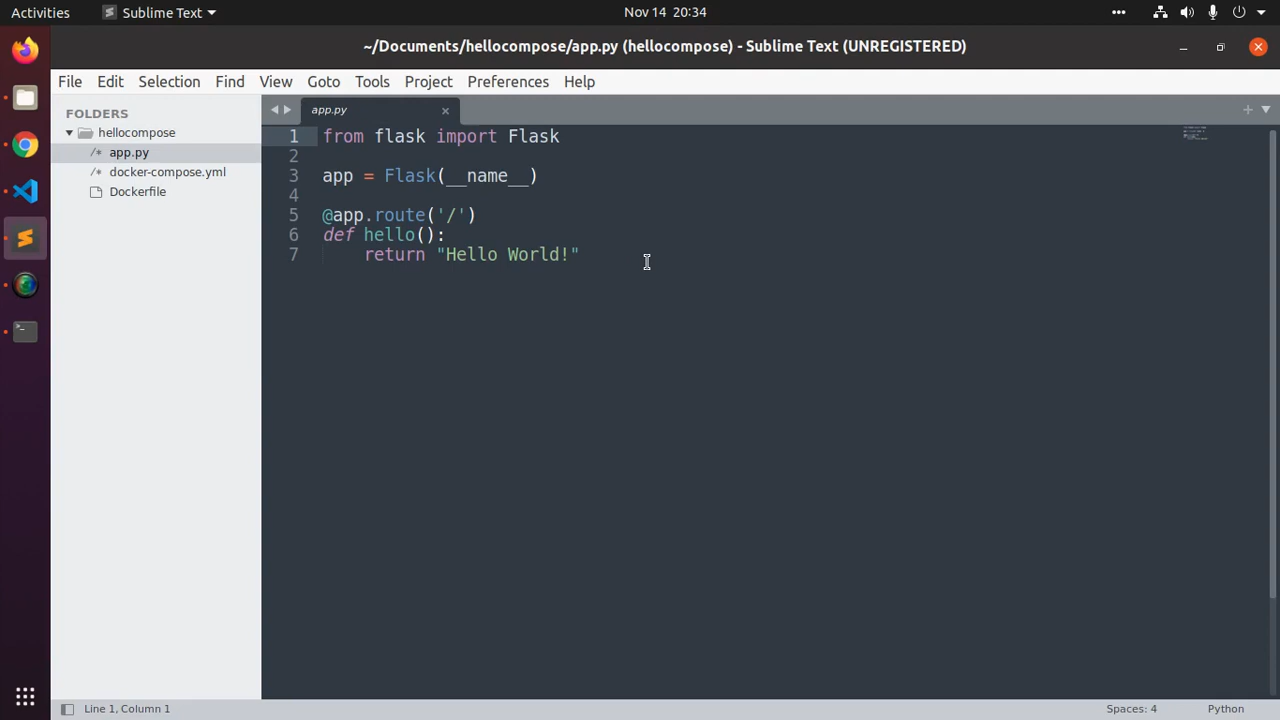 Activities Sublime Text Nov 14 20:34
~/Documents/hellocompose/app.py (hellocompose) - Sublime Text (UNREGISTERED)
File Edit Selection Find View Goto Tools Project Preferences Help
FOLDERS
hellocompose
/* app.py
/* docker-compose.yml
Dockerfile
app.py
1 from flask import Flask
2
3 app = Flask(__name__)
4
5 @app.route('/')
6 def hello():
7 return "Hello World!"
Line 1, Column 1 Spaces: 4 Python